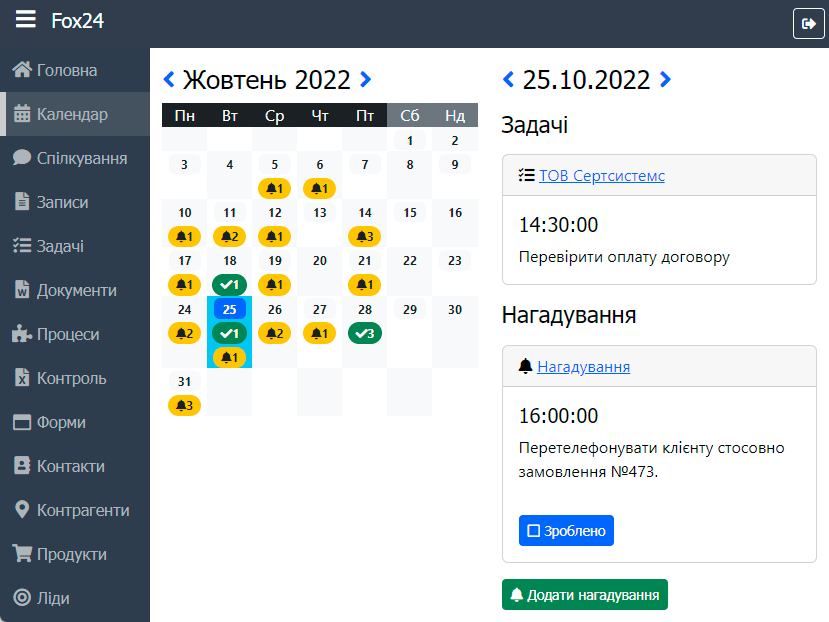 Fox24
Головна
Календар
Спілкування
Записи
Задачі
Документи
Процеси
Контроль
Форми
Контакти
Контрагенти
Продукти
Ліди
Жовтень 2022
Пн Вт Ср Чт Пт Сб Нд
1 2
3 4 5 6 7 8 9
1 1
10 11 12 13 14 15 16
1 2 1 3
17 18 19 20 21 22 23
1 1 1 1
24 25 26 27 28 29 30
2 1 2 1 3
1
31
3
25.10.2022
Задачі
ТОВ Сертсистемс
14:30:00
Перевірити оплату договору
Нагадування
Нагадування
16:00:00
Перетелефонувати клієнту стосовно
замовлення №473.
Зроблено
Додати нагадування